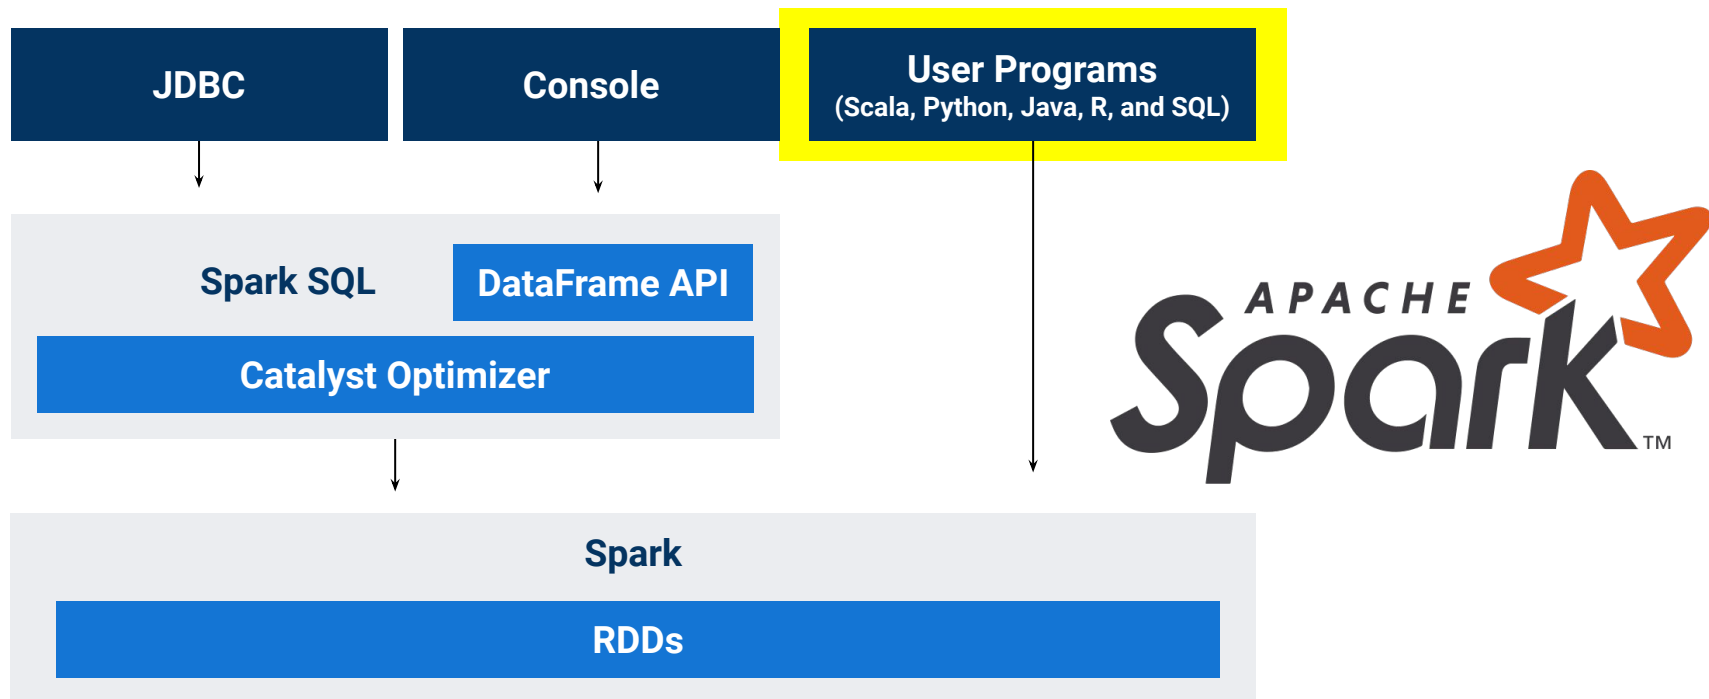 JDBC
Console
User Programs
(Scala, Python, Java, R, and SQL)
Spark SQL
DataFrame API
Catalyst Optimizer
APACHE
Spark
TM
Spark
RDDs